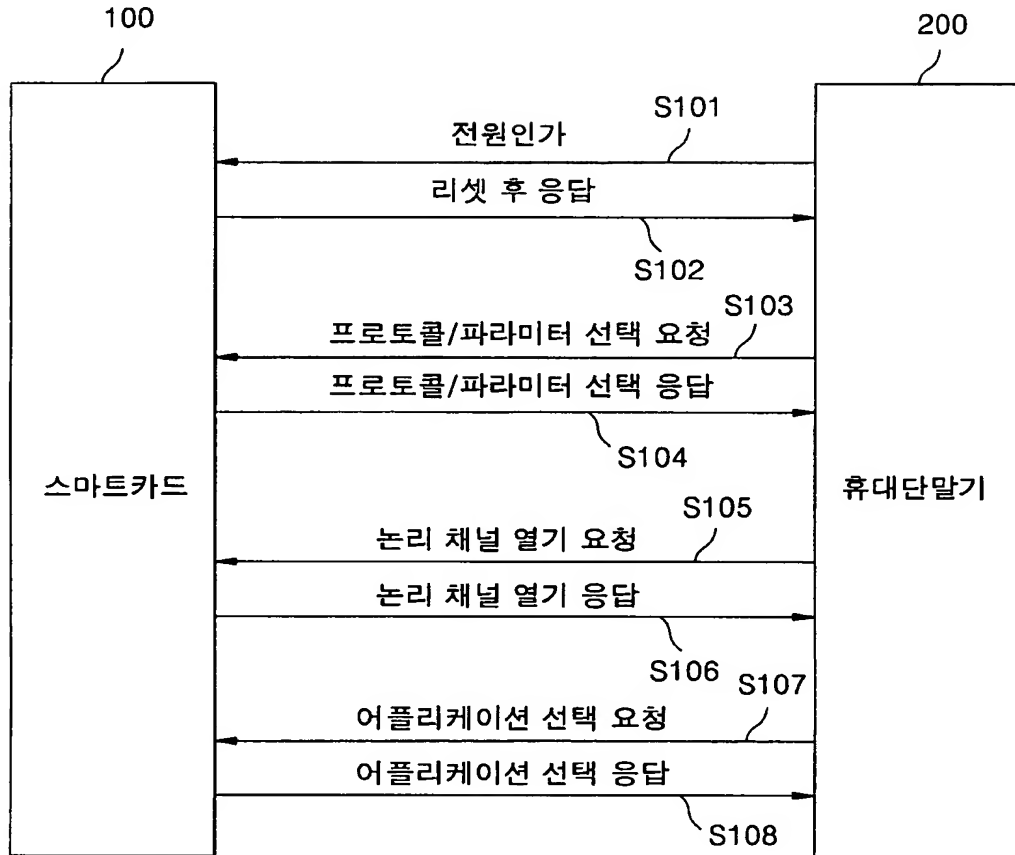 100
200
S101
전원인가
리셋 후 응답
S102
S103
프로토콜/파라미터 선택 요청
프로토콜/파라미터 선택 응답
S104
스마트카드
휴대단말기
S105
논리 채널 열기 요청
논리 채널 열기 응답
S106
S107
어플리케이션 선택 요청
어플리케이션 선택 응답
S108